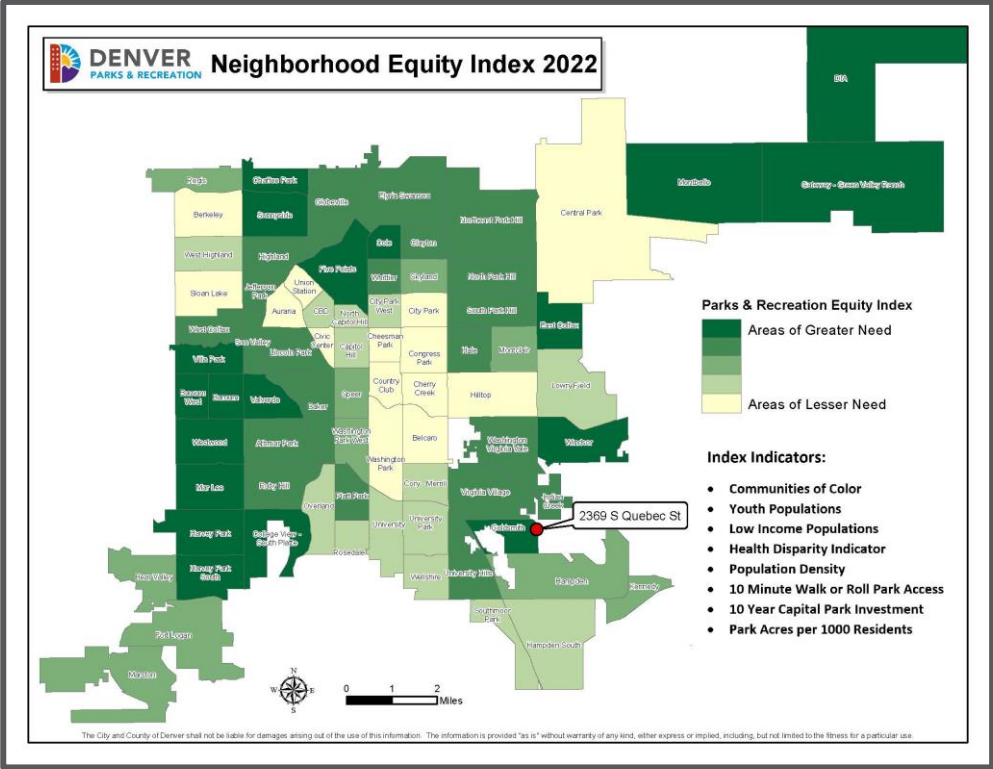 DENVER
PARKS & RECREATION
Neighborhood Equity Index 2022
DIA
Regis
Chaffee Park
Globeville
Elyria Swansea
Montbello
Gateway - Green Valley Ranch
Berkeley
Sunnyside
Northeast Park Hill
Central Park
West Highland
Highland
Five Points
Cole
Clayton
Sloan Lake
Jefferson
Park
Union
Station
Whittier
Skyland
North Park Hill
Auraria
CBD
North
Capitol Hill
City Park
West
City Park
South Park Hill
East Colfax
West Colfax
Sun Valley
Lincoln Park
Civic
Center
Capitol
Hill
Cheesman
Park
Congress
Park
Hale
Montclair
Villa Park
Barnum
West
Barnum
Valverde
Baker
Speer
Country
Club
Cherry
Creek
Hilltop
Lowry Field
Westwood
Athmar Park
Washington
Park West
Washington
Park
Belcaro
Washington
Virginia Vale
Windsor
Mar Lee
Ruby Hill
Overland
Platt Park
Cory - Merrill
Virginia Village
Indian
Creek
Harvey Park
College View -
South Platte
University
University
Park
Goldsmith
2369 S Quebec St
Rosedale
Bear Valley
Harvey Park
South
Wellshire
University Hills
Hampden
Kennedy
Fort Logan
Southmoor
Park
Hampden South
Marston
Parks & Recreation Equity Index
Areas of Greater Need
Areas of Lesser Need
Index Indicators:
• Communities of Color
• Youth Populations
• Low Income Populations
• Health Disparity Indicator
• Population Density
• 10 Minute Walk or Roll Park Access
• 10 Year Capital Park Investment
• Park Acres per 1000 Residents
N
W
E
S
0 1 2
Miles
The City and County of Denver shall not be liable for damages arising out of the use of this information. The information is provided "as is" without warranty of any kind, either express or implied, including, but not limited to the fitness for a particular use.